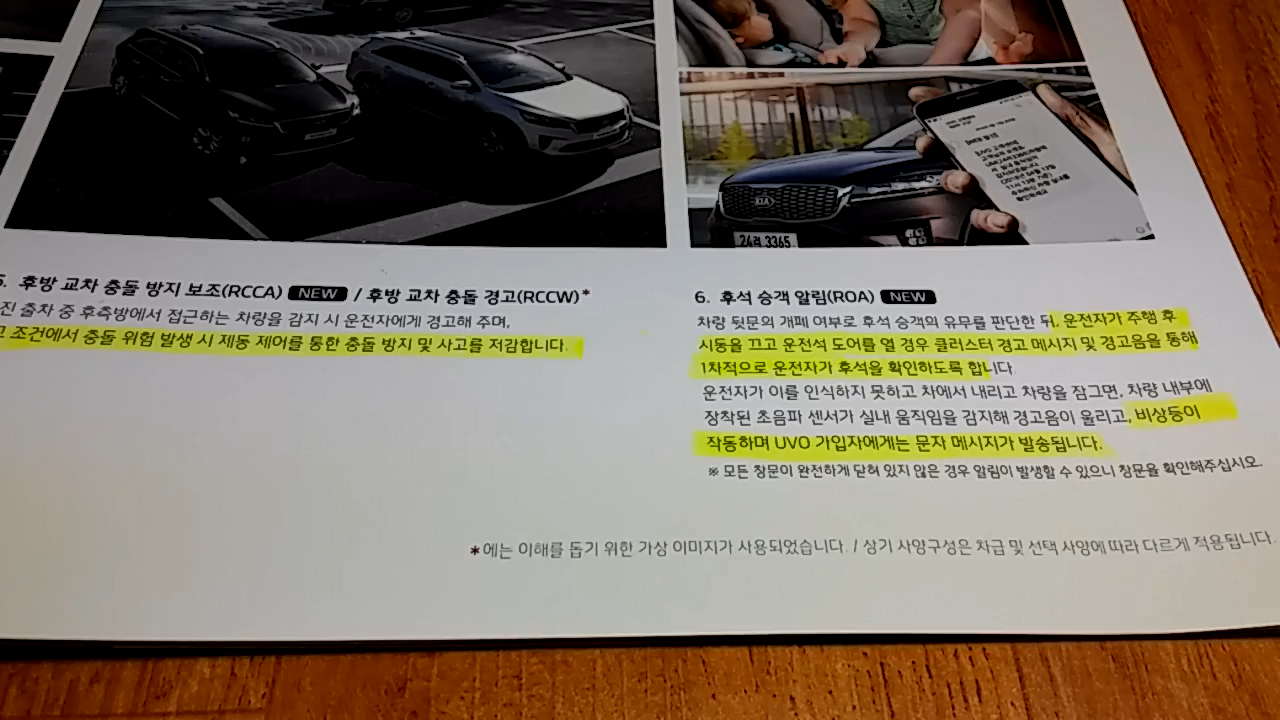 KIA
24러 3365
5. 후방 교차 충돌 방지 보조(RCCA) NEW / 후방 교차 충돌 경고(RCCW)*
진 출차 중 후측방에서 접근하는 차량을 감지 시 운전자에게 경고해 주며,
고 조건에서 충돌 위험 발생 시 제동 제어를 통한 충돌 방지 및 사고를 저감합니다.
6. 후석 승객 알림(ROA) NEW
차량 뒷문의 개폐 여부로 후석 승객의 유무를 판단한 뒤, 운전자가 주행 후
시동을 끄고 운전석 도어를 열 경우 클러스터 경고 메시지 및 경고음을 통해
1차적으로 운전자가 후석을 확인하도록 합니다.
운전자가 이를 인식하지 못하고 차에서 내리고 차량을 잠그면, 차량 내부에
장착된 초음파 센서가 실내 움직임을 감지해 경고음이 울리고, 비상등이
작동하며 UVO 가입자에게는 문자 메시지가 발송됩니다.
※ 모든 창문이 완전하게 닫혀 있지 않은 경우 알림이 발생할 수 있으니 창문을 확인해주십시오.
*에는 이해를 돕기 위한 가상 이미지가 사용되었습니다. / 상기 사양구성은 차급 및 선택 사양에 따라 다르게 적용됩니다.